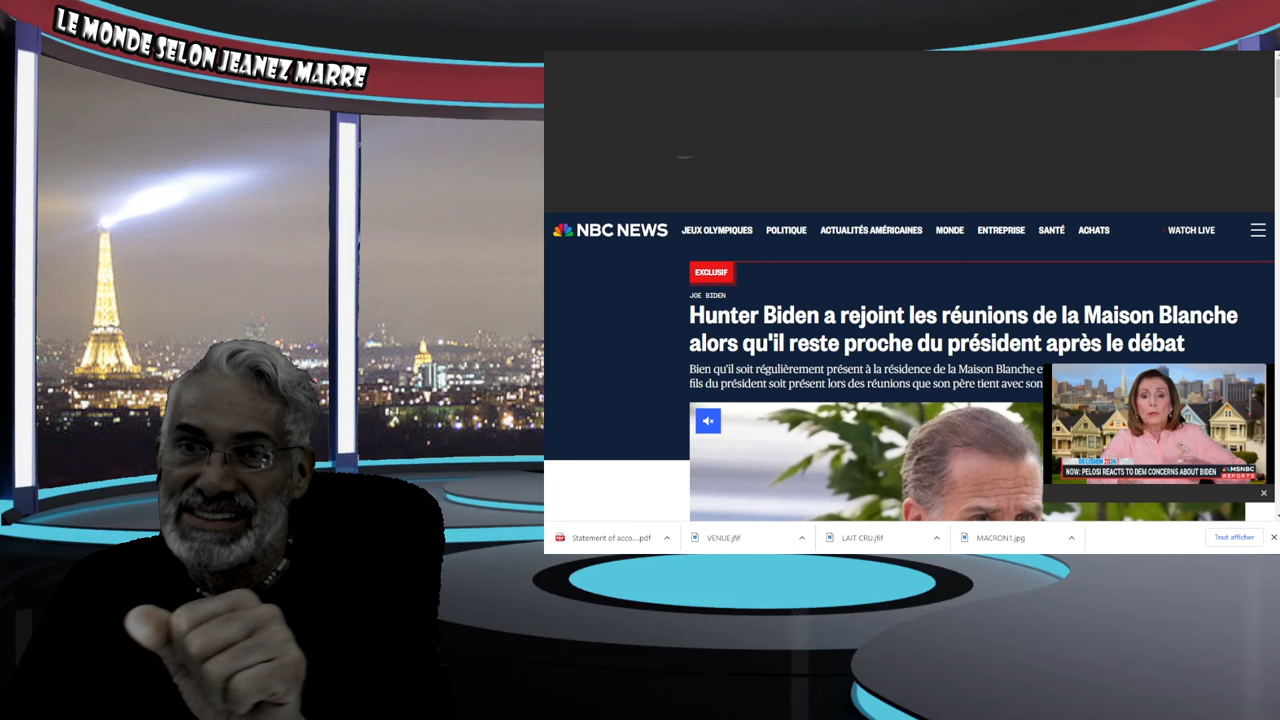 LE MONDE SELON JEANEZ MARRE
NBC NEWS JEUX OLYMPIQUES POLITIQUE ACTUALITÉS AMÉRICAINES MONDE ENTREPRISE SANTÉ ACHATS WATCH LIVE
EXCLUSIF
JOE BIDEN
Hunter Biden a rejoint les réunions de la Maison Blanche
alors qu'il reste proche du président après le débat
Bien qu'il soit régulièrement présent à la résidence de la Maison Blanche e
fils du président soit présent lors des réunions que son père tient avec son
DECISION 2024
NOW: PELOSI REACTS TO DEM CONCERNS ABOUT BIDEN
MSNBC
REPORTS
Statement of acco....pdf VENUE.jfif LAIT CRU.jfif MACRON1.jpg Tout afficher